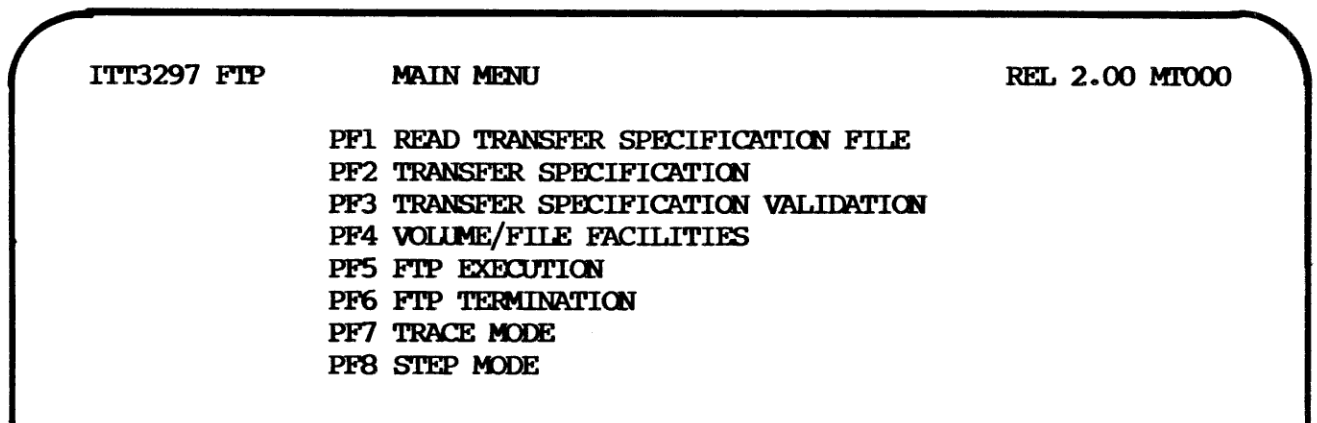 ITT3297 FTP MAIN MENU REL 2.00 MT000
PF1 READ TRANSFER SPECIFICATION FILE
PF2 TRANSFER SPECIFICATION
PF3 TRANSFER SPECIFICATION VALIDATION
PF4 VOLUME/FILE FACILITIES
PF5 FTP EXECUTION
PF6 FTP TERMINATION
PF7 TRACE MODE
PF8 STEP MODE